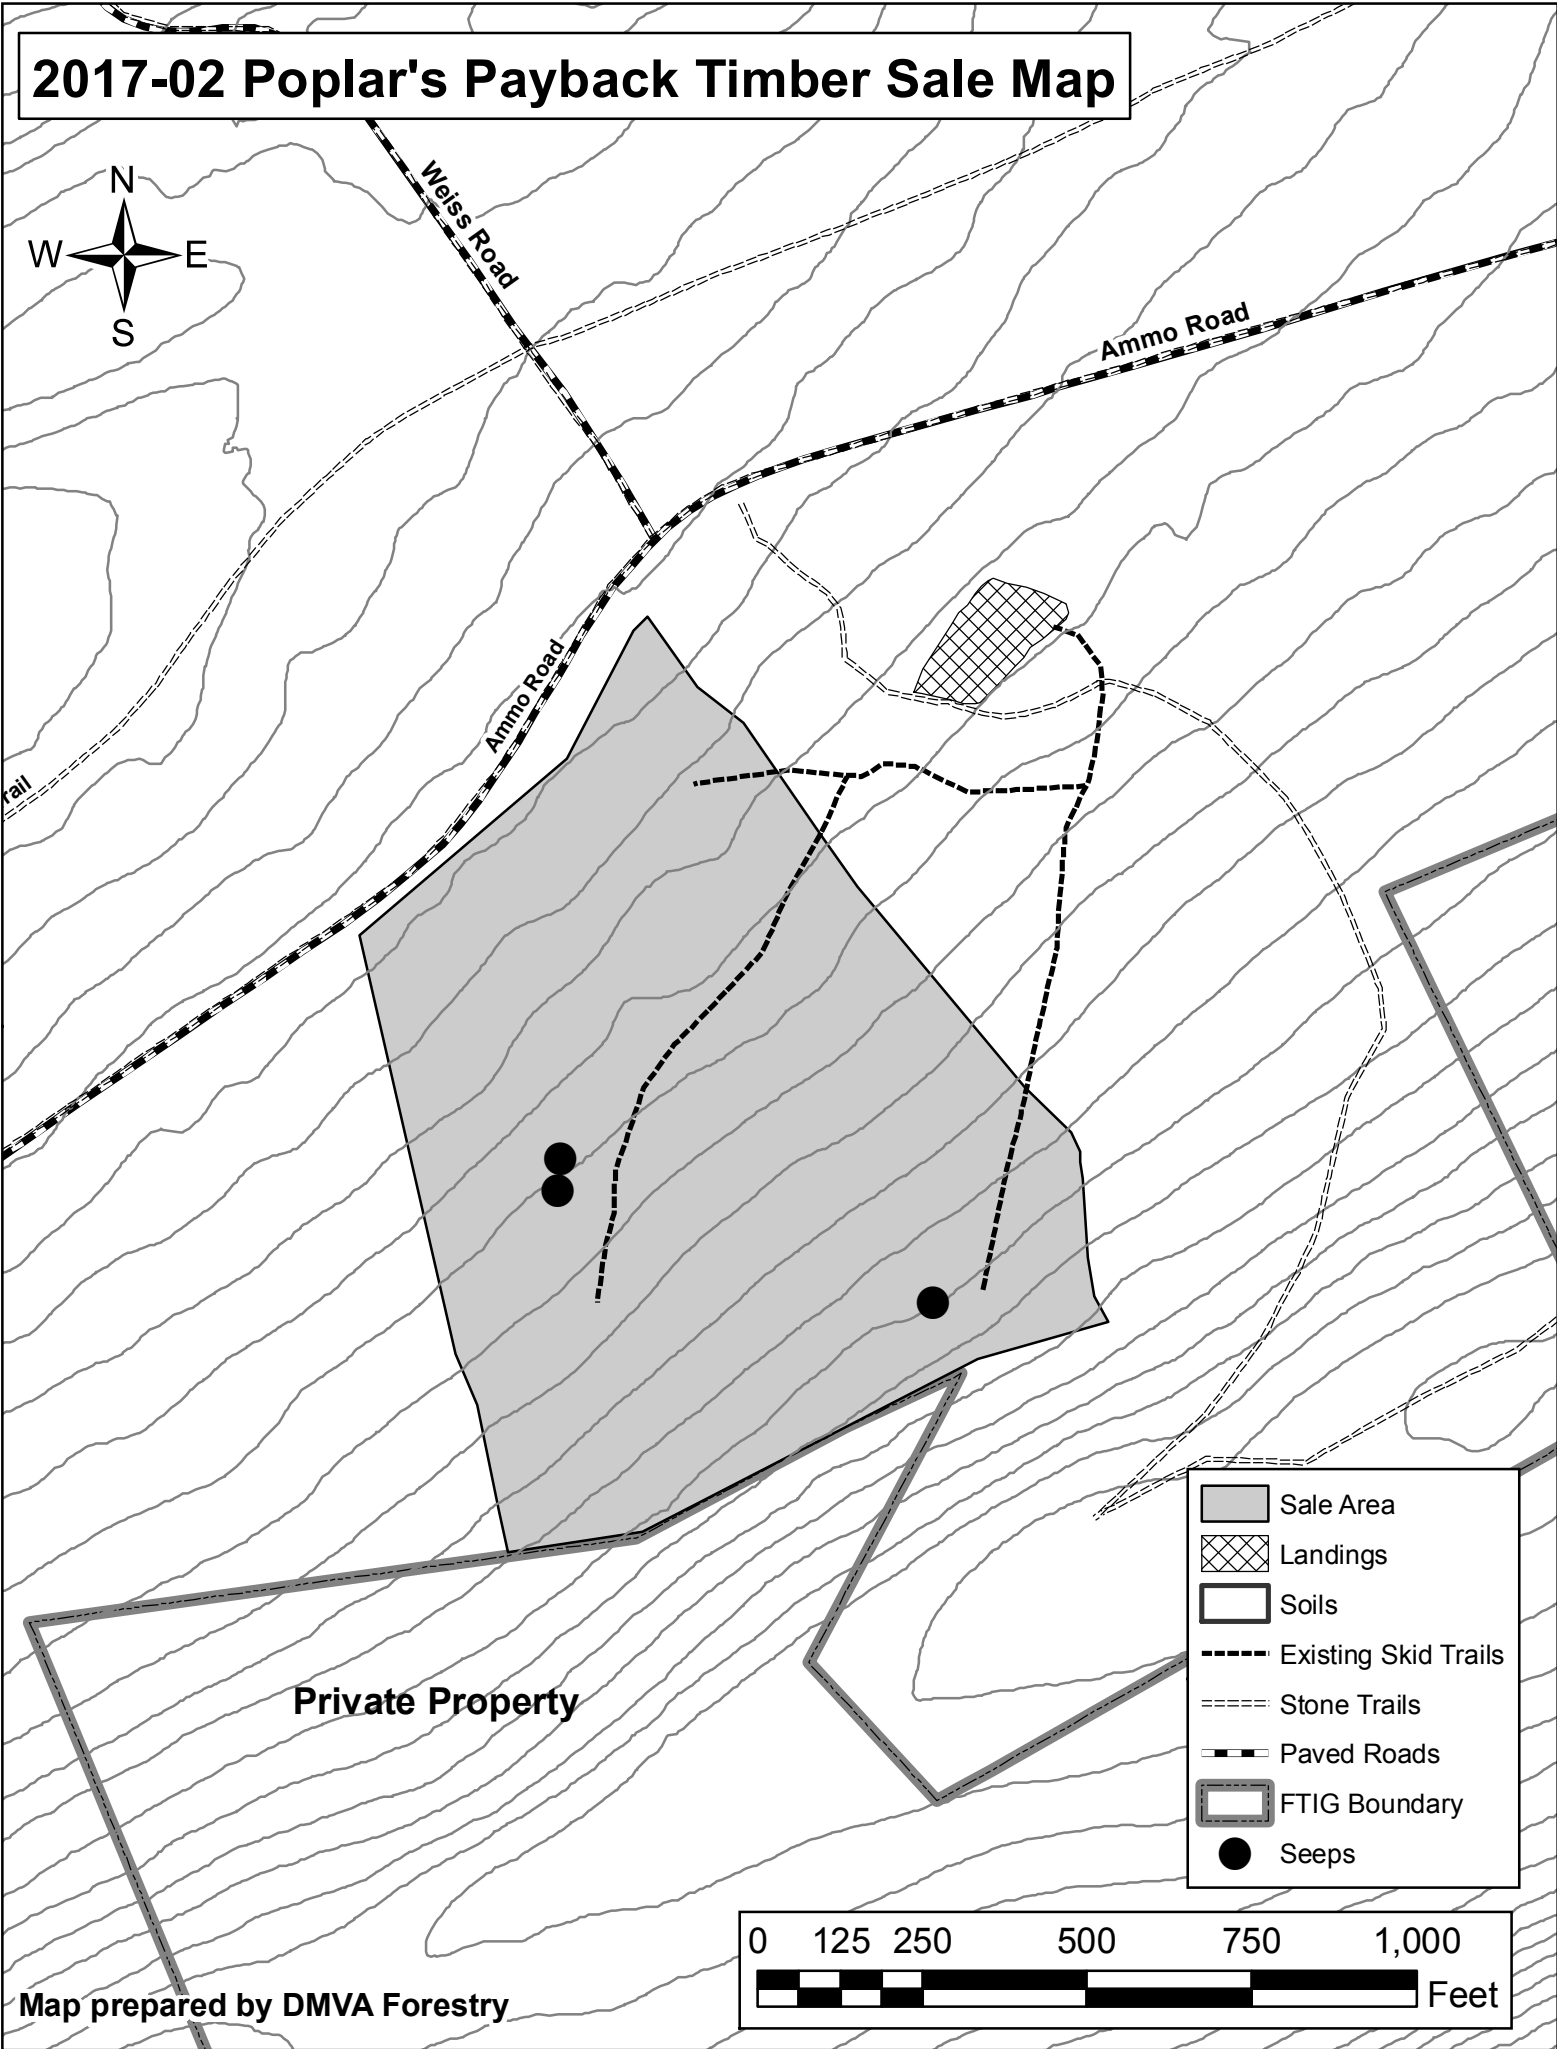 2017-02 Poplar's Payback Timber Sale Map
N
W E
S
Weiss Road
Ammo Road
Ammo Road
rail
Private Property
Sale Area
Landings
Soils
Existing Skid Trails
Stone Trails
Paved Roads
FTIG Boundary
Seeps
0 125 250 500 750 1,000
Feet
Map prepared by DMVA Forestry